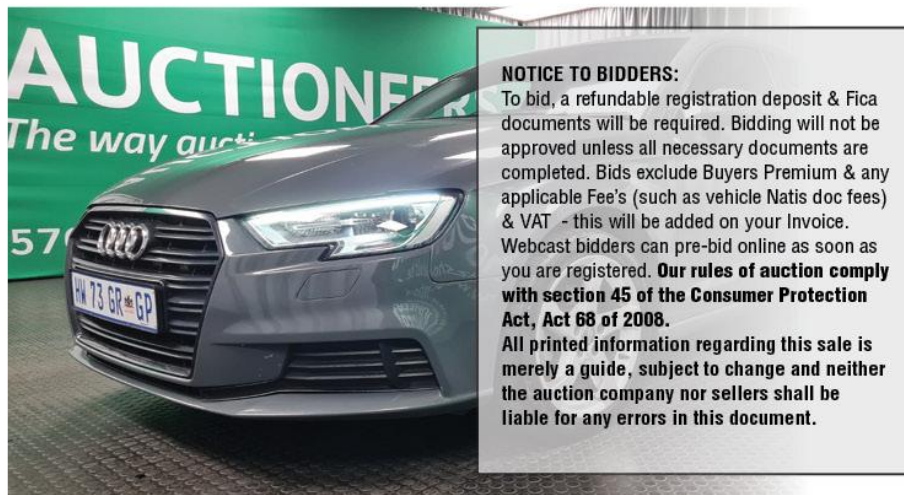 AUCTIONEERS
The way aucti
570
HW 73 GR GP
NOTICE TO BIDDERS:
To bid, a refundable registration deposit & Fica
documents will be required. Bidding will not be
approved unless all necessary documents are
completed. Bids exclude Buyers Premium & any
applicable Fee's (such as vehicle Natis doc fees)
& VAT - this will be added on your Invoice.
Webcast bidders can pre-bid online as soon as
you are registered. Our rules of auction comply
with section 45 of the Consumer Protection
Act, Act 68 of 2008.
All printed information regarding this sale is
merely a guide, subject to change and neither
the auction company nor sellers shall be
liable for any errors in this document.